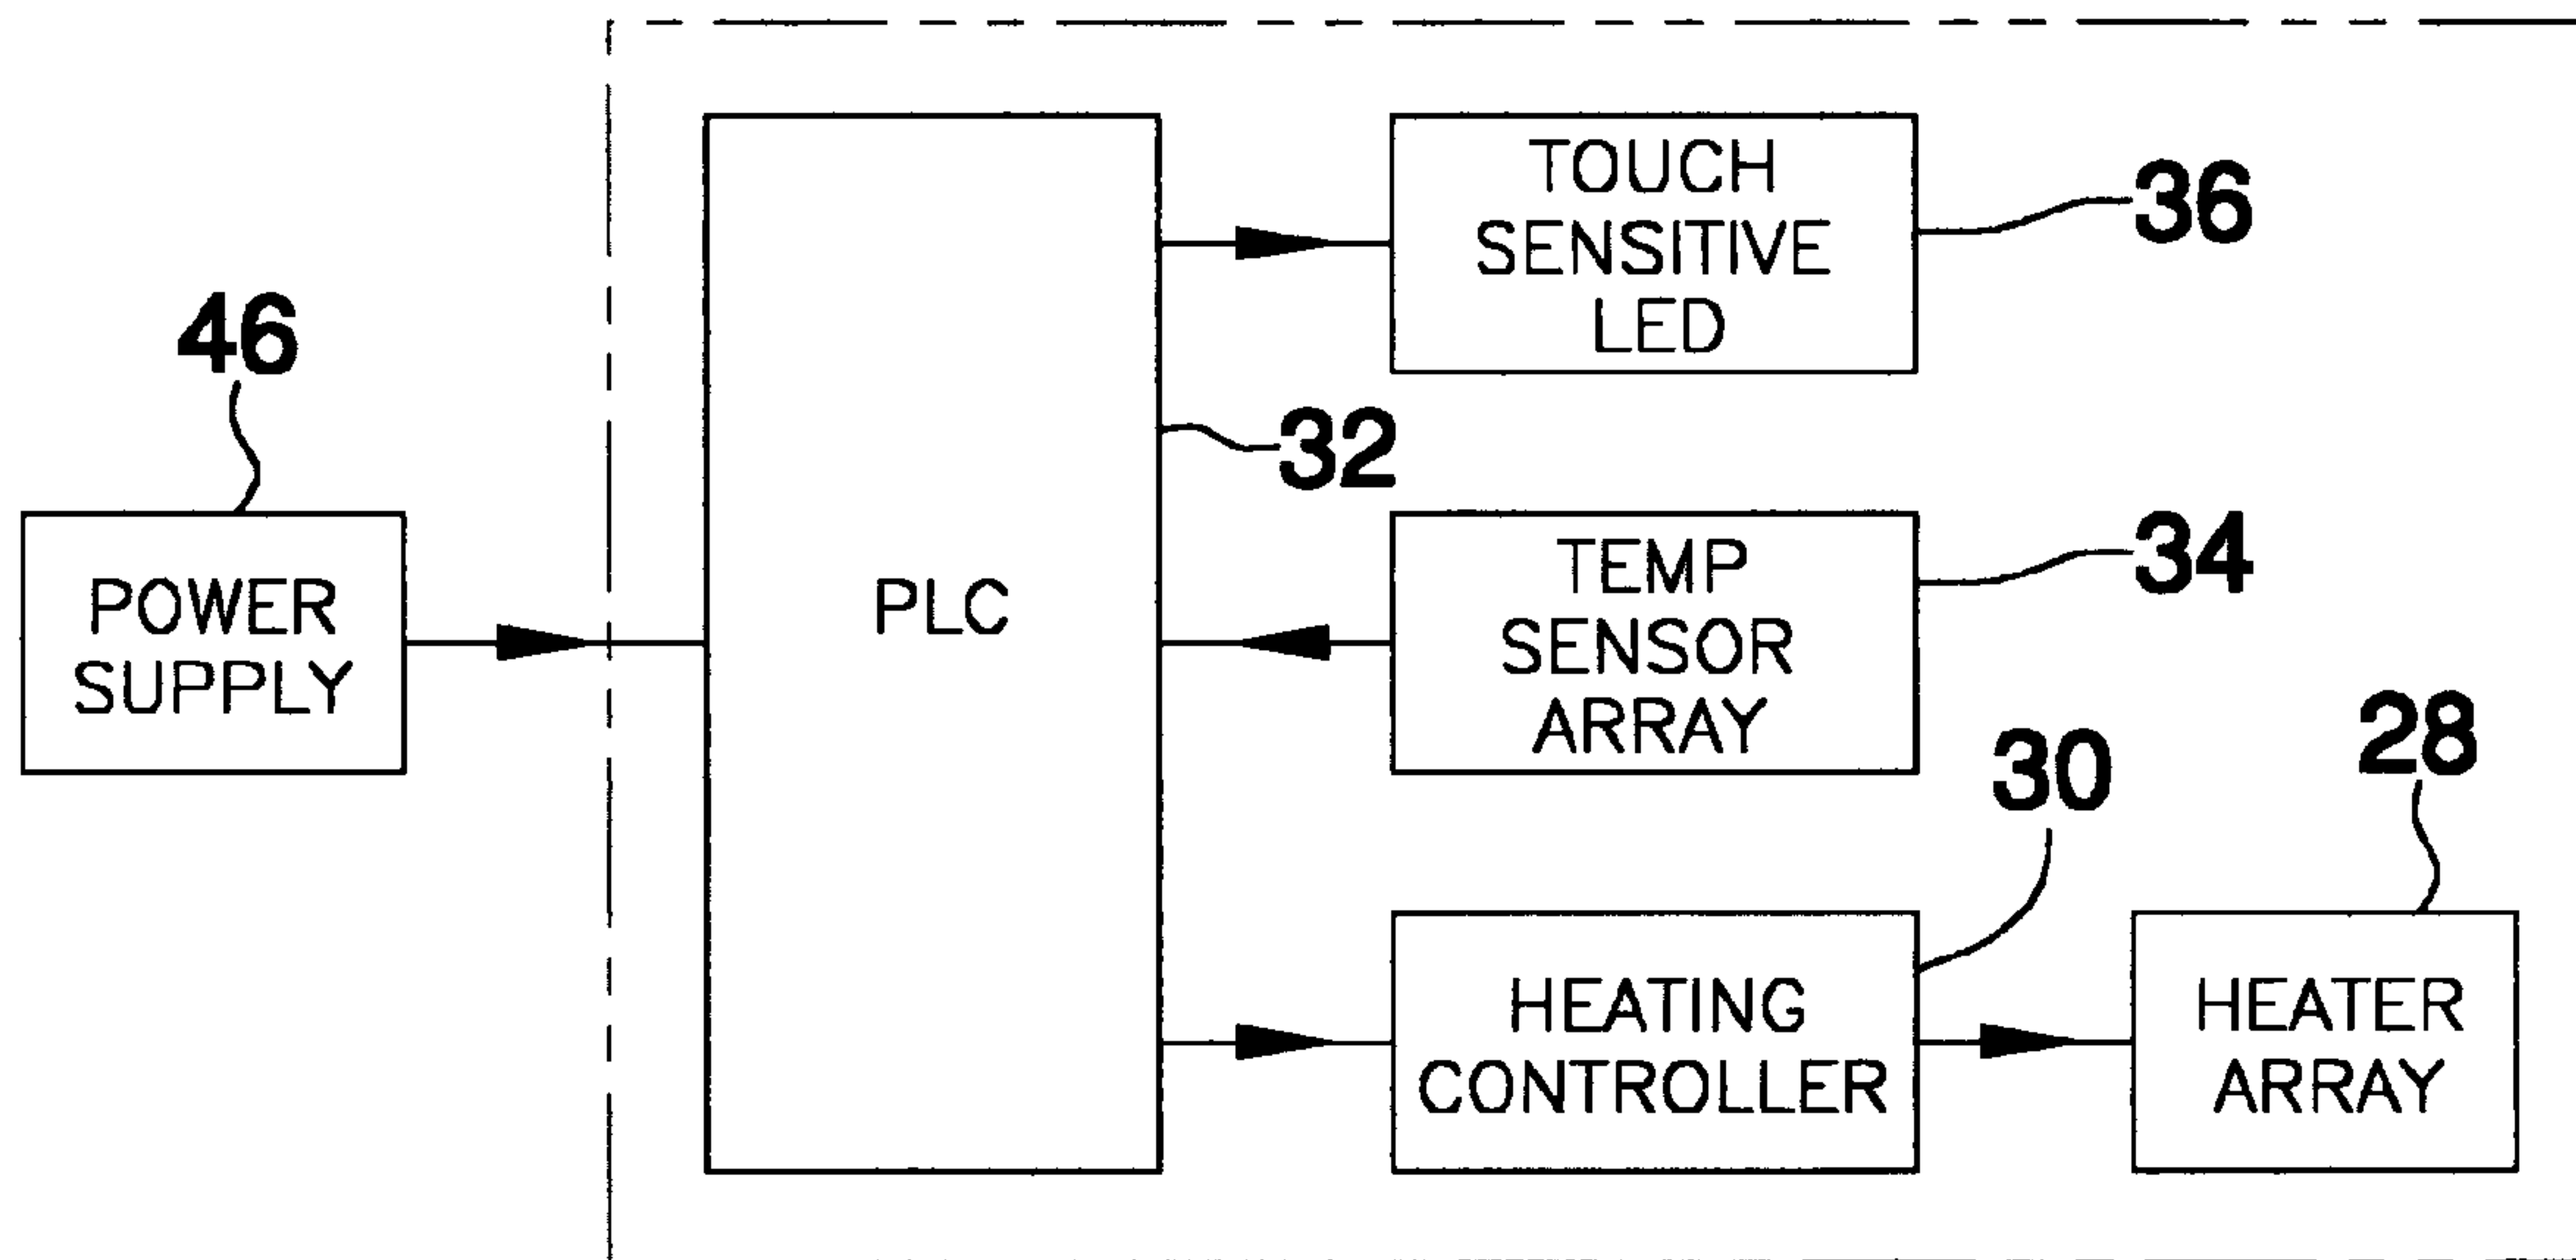 TOUCH
SENSITIVE
LED
36
46
32
POWER
SUPPLY
PLC
TEMP
SENSOR
ARRAY
34
30
28
HEATING
CONTROLLER
HEATER
ARRAY